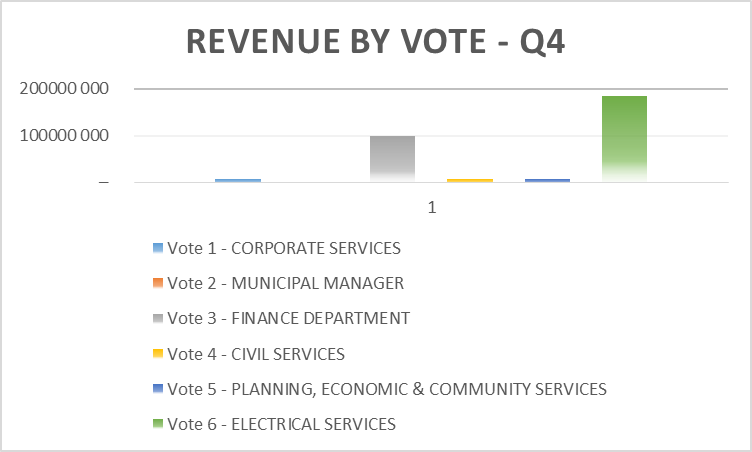 REVENUE BY VOTE - Q4
200000 000
100000 000
–
1
Vote 1 - CORPORATE SERVICES
Vote 2 - MUNICIPAL MANAGER
Vote 3 - FINANCE DEPARTMENT
Vote 4 - CIVIL SERVICES
Vote 5 - PLANNING, ECONOMIC & COMMUNITY SERVICES
Vote 6 - ELECTRICAL SERVICES